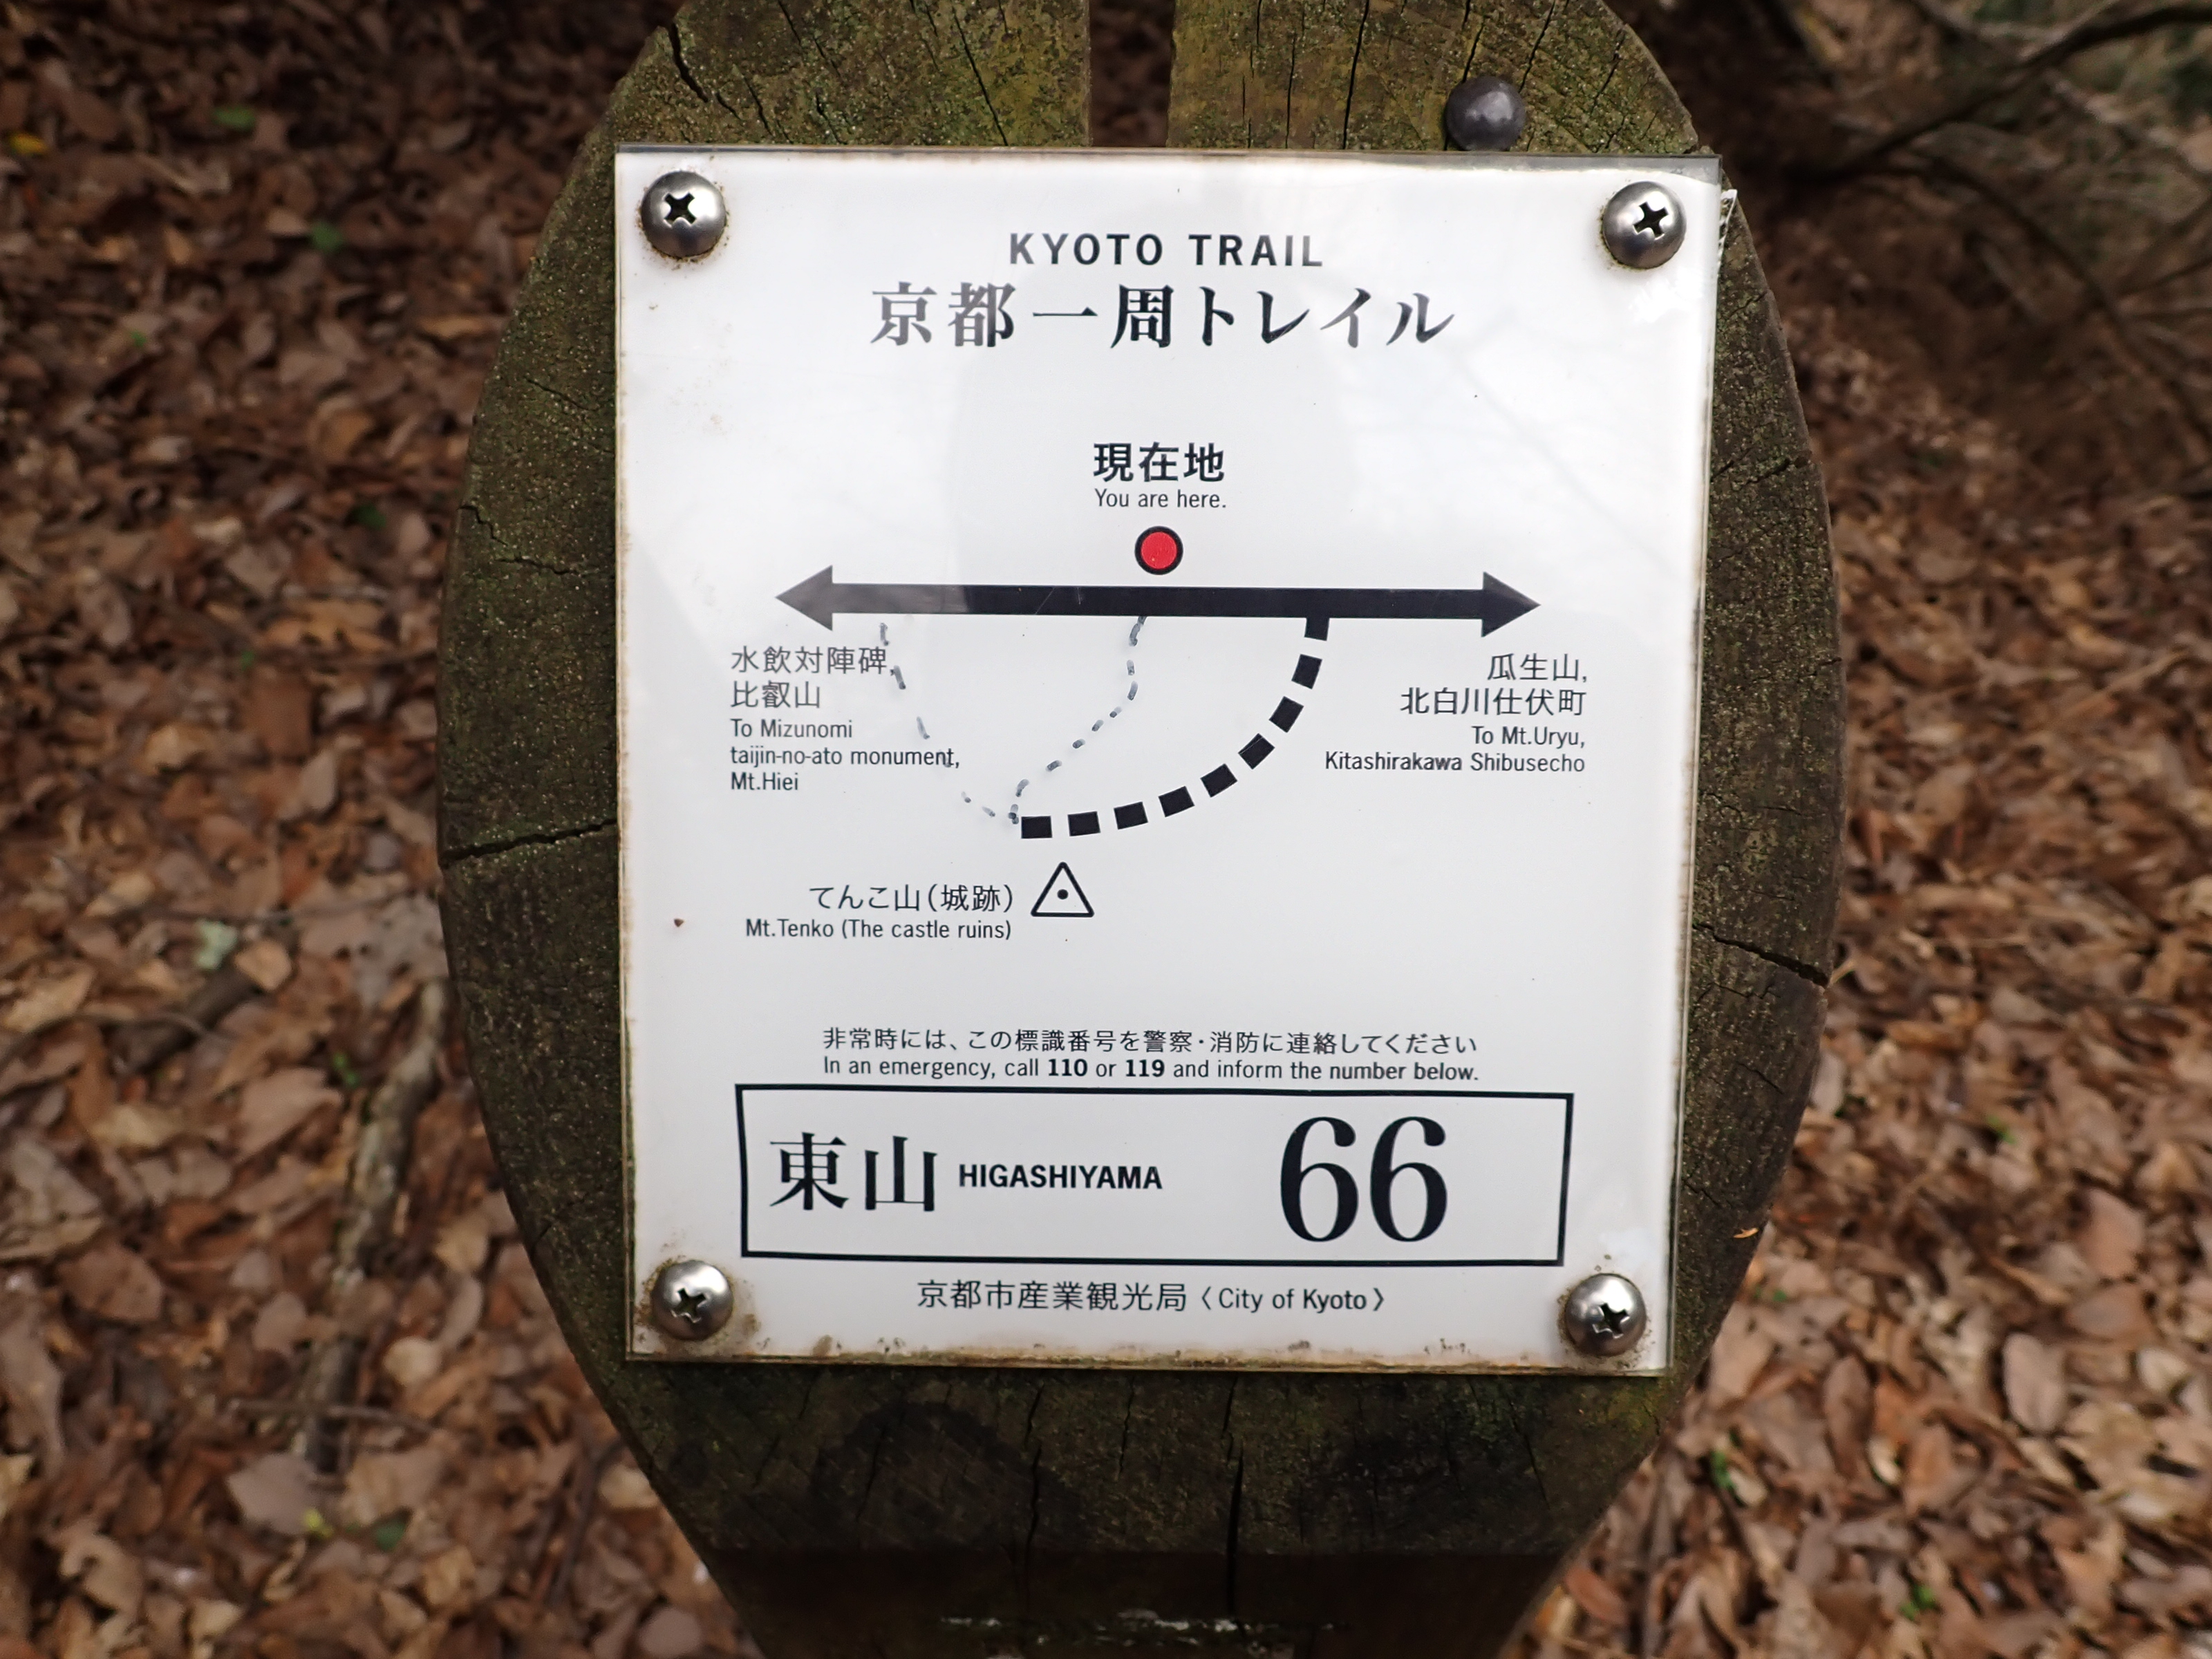 KYOTO TRAIL
京都一周トレイル
現在地
You are here.
水飲対陣碑,
比叡山
To Mizunomi
taijin-no-ato monument,
Mt.Hiei
瓜生山,
北白川仕伏町
To Mt.Uryu,
Kitashirakawa Shibusecho
てんこ山(城跡)
Mt.Tenko (The castle ruins)
非常時には、この標識番号を警察・消防に連絡してください
In an emergency, call 110 or 119 and inform the number below.
東山 HIGASHIYAMA 66
京都市産業観光局〈City of Kyoto〉